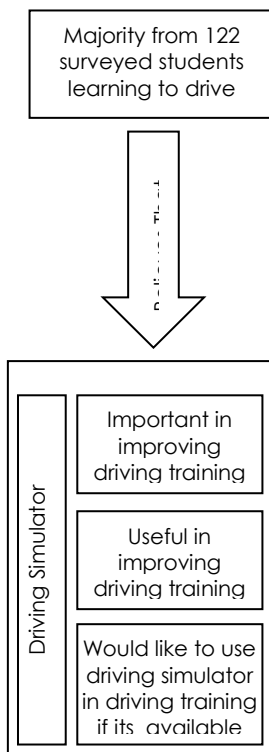 Majority from 122
surveyed students
learning to drive
Driving Simulator
Important in
improving
driving training
Useful in
improving
driving training
Would like to use
driving simulator
in driving training
if its available